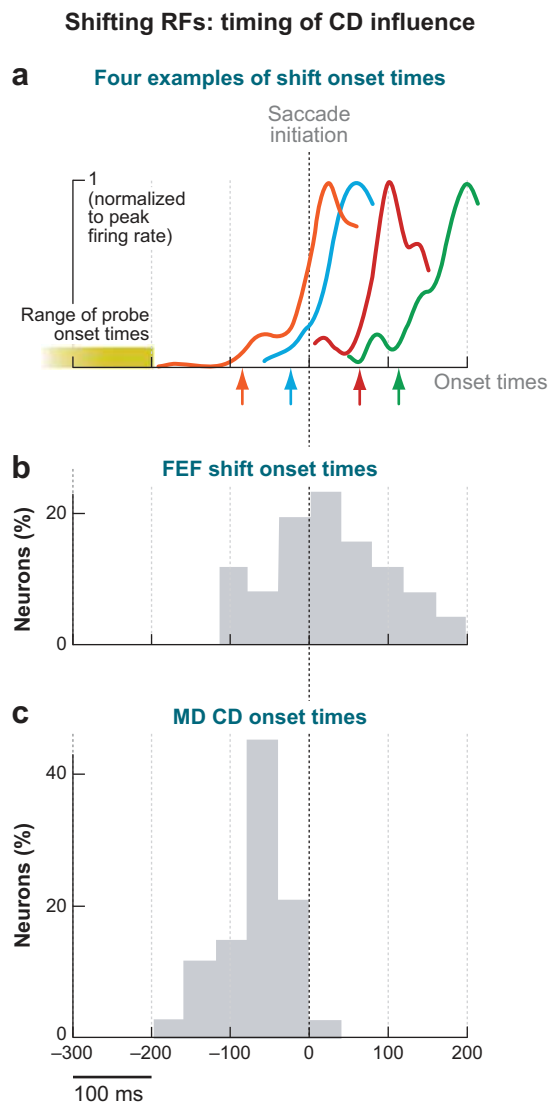 Shifting RFs: timing of CD influence
a
Four examples of shift onset times
Saccade
initiation
1
(normalized
to peak
firing rate)
Range of probe
onset times
Onset times
b
FEF shift onset times
20
Neurons (%)
0
c
MD CD onset times
40
Neurons (%)
20
0
–300 –200 –100 0 100 200
100 ms